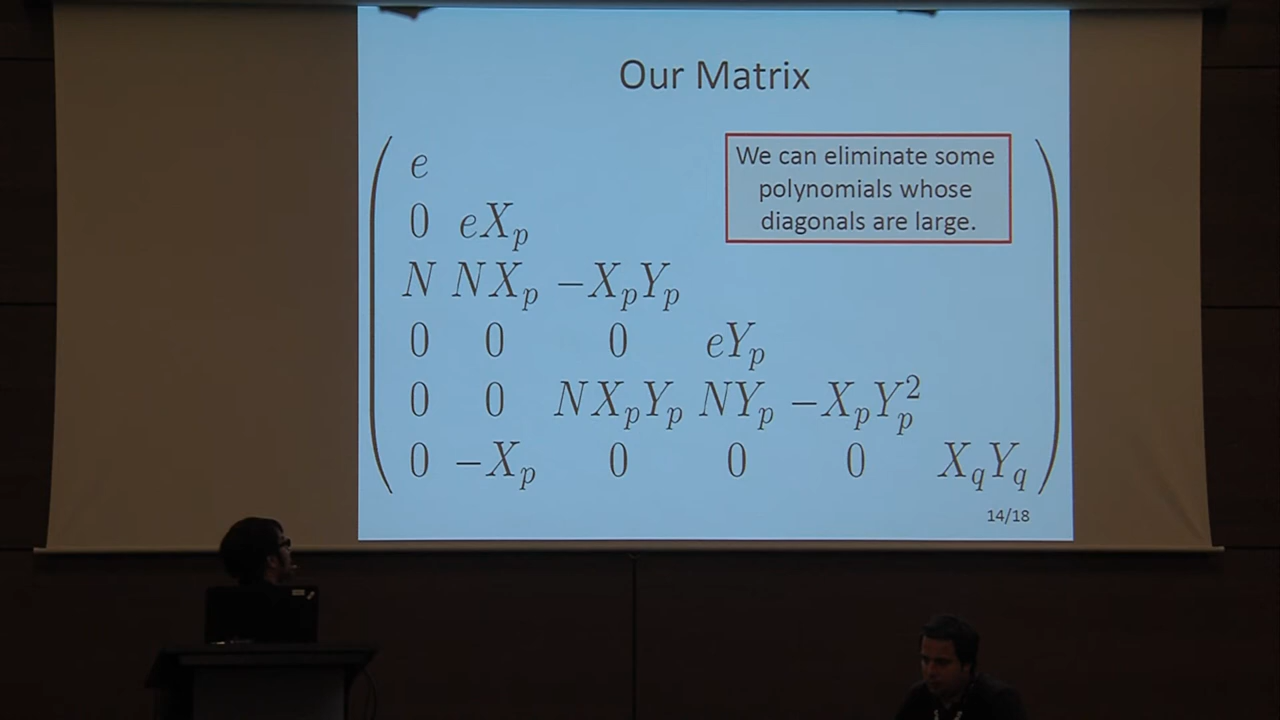 Our Matrix
We can eliminate some
polynomials whose
diagonals are large.
e
0 eX_p
N NX_p −X_pY_p
0 0 0 eY_p
0 0 NX_pY_p NY_p −X_pY_p^2
0 −X_p 0 0 0 X_qY_q
14/18